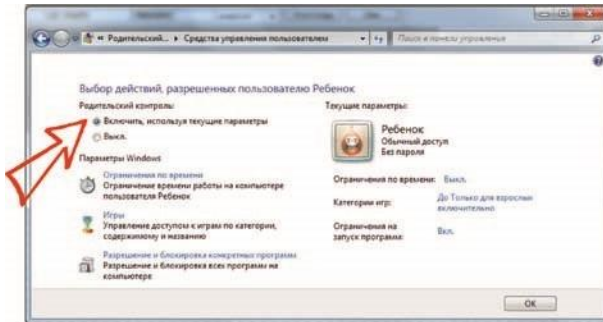 « Родительский... ▸ Средства управления пользователем
Поиск в панели управления
Выбор действий, разрешенных пользователю Ребенок
Родительский контроль:
Включить, используя текущие параметры
Выкл.
Параметры Windows
Ограничения по времени
Ограничение времени работы на компьютере
пользователя Ребенок
Игры
Управление доступом к играм по категории,
содержимому и названию
Разрешение и блокировка конкретных программ
Разрешение и блокировка всех программ на
компьютере
Текущие параметры:
Ребенок
Обычный доступ
Без пароля
Ограничения по времени: Выкл.
Категории игр: До Только для взрослых
включительно
Ограничения на
запуск программ: Вкл.
OK